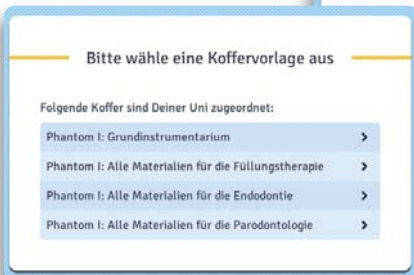 Bitte wähle eine Koffervorlage aus
Folgende Koffer sind Deiner Uni zugeordnet:
Phantom I: Grundinstrumentarium
Phantom I: Alle Materialien für die Füllungstherapie
Phantom I: Alle Materialien für die Endodontie
Phantom I: Alle Materialien für die Parodontologie